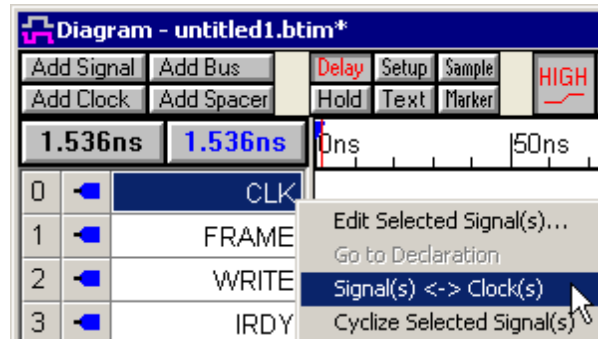 Diagram - untitled1.btim*
Add Signal Add Bus Delay Setup Sample HIGH
Add Clock Add Spacer Hold Text Marker
1.536ns 1.536ns 0ns 50ns
0 CLK
Edit Selected Signal(s)...
1 FRAME
Go to Declaration
2 WRITE Signal(s) <-> Clock(s)
3 IRDY Cyclize Selected Signal(s)